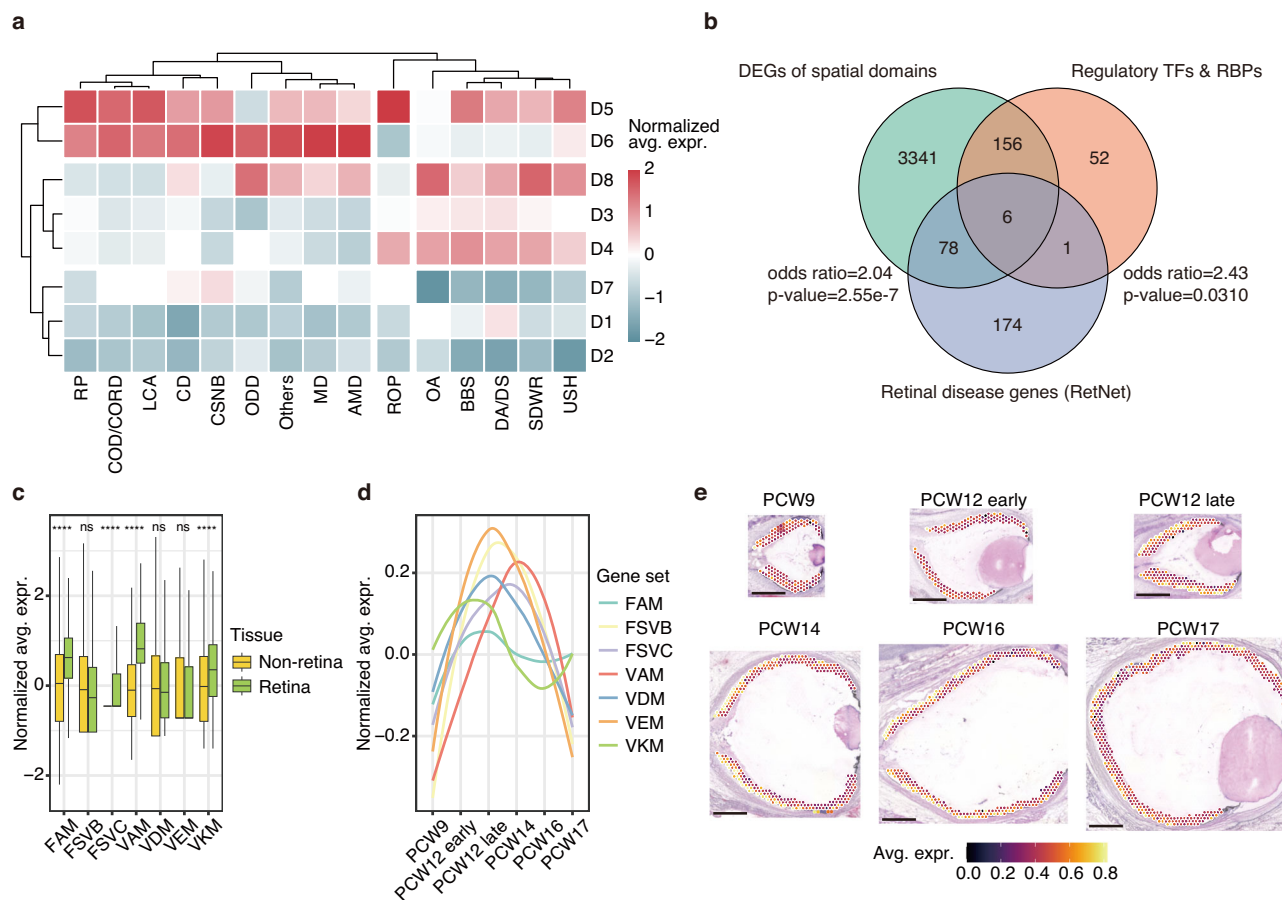 a
D5
D6
D8
D3
D4
D7
D1
D2
RP
COD/CORD
LCA
CD
CSNB
ODD
Others
MD
AMD
ROP
OA
BBS
DA/DS
SDWR
USH
Normalized
avg. expr.
2
1
0
−1
−2
b
DEGs of spatial domains
Regulatory TFs & RBPs
3341
156
52
6
78
1
174
odds ratio=2.04
p-value=2.55e-7
odds ratio=2.43
p-value=0.0310
Retinal disease genes (RetNet)
c
Normalized avg. expr.
2
0
−2
**** ns **** **** ns ns ****
FAM
FSVB
FSVC
VAM
VDM
VEM
VKM
Tissue
Non-retina
Retina
d
Normalized avg. expr.
0.2
0.0
−0.2
PCW9
PCW12 early
PCW12 late
PCW14
PCW16
PCW17
Gene set
FAM
FSVB
FSVC
VAM
VDM
VEM
VKM
e
PCW9
PCW12 early
PCW12 late
PCW14
PCW16
PCW17
Avg. expr.
0.0 0.2 0.4 0.6 0.8